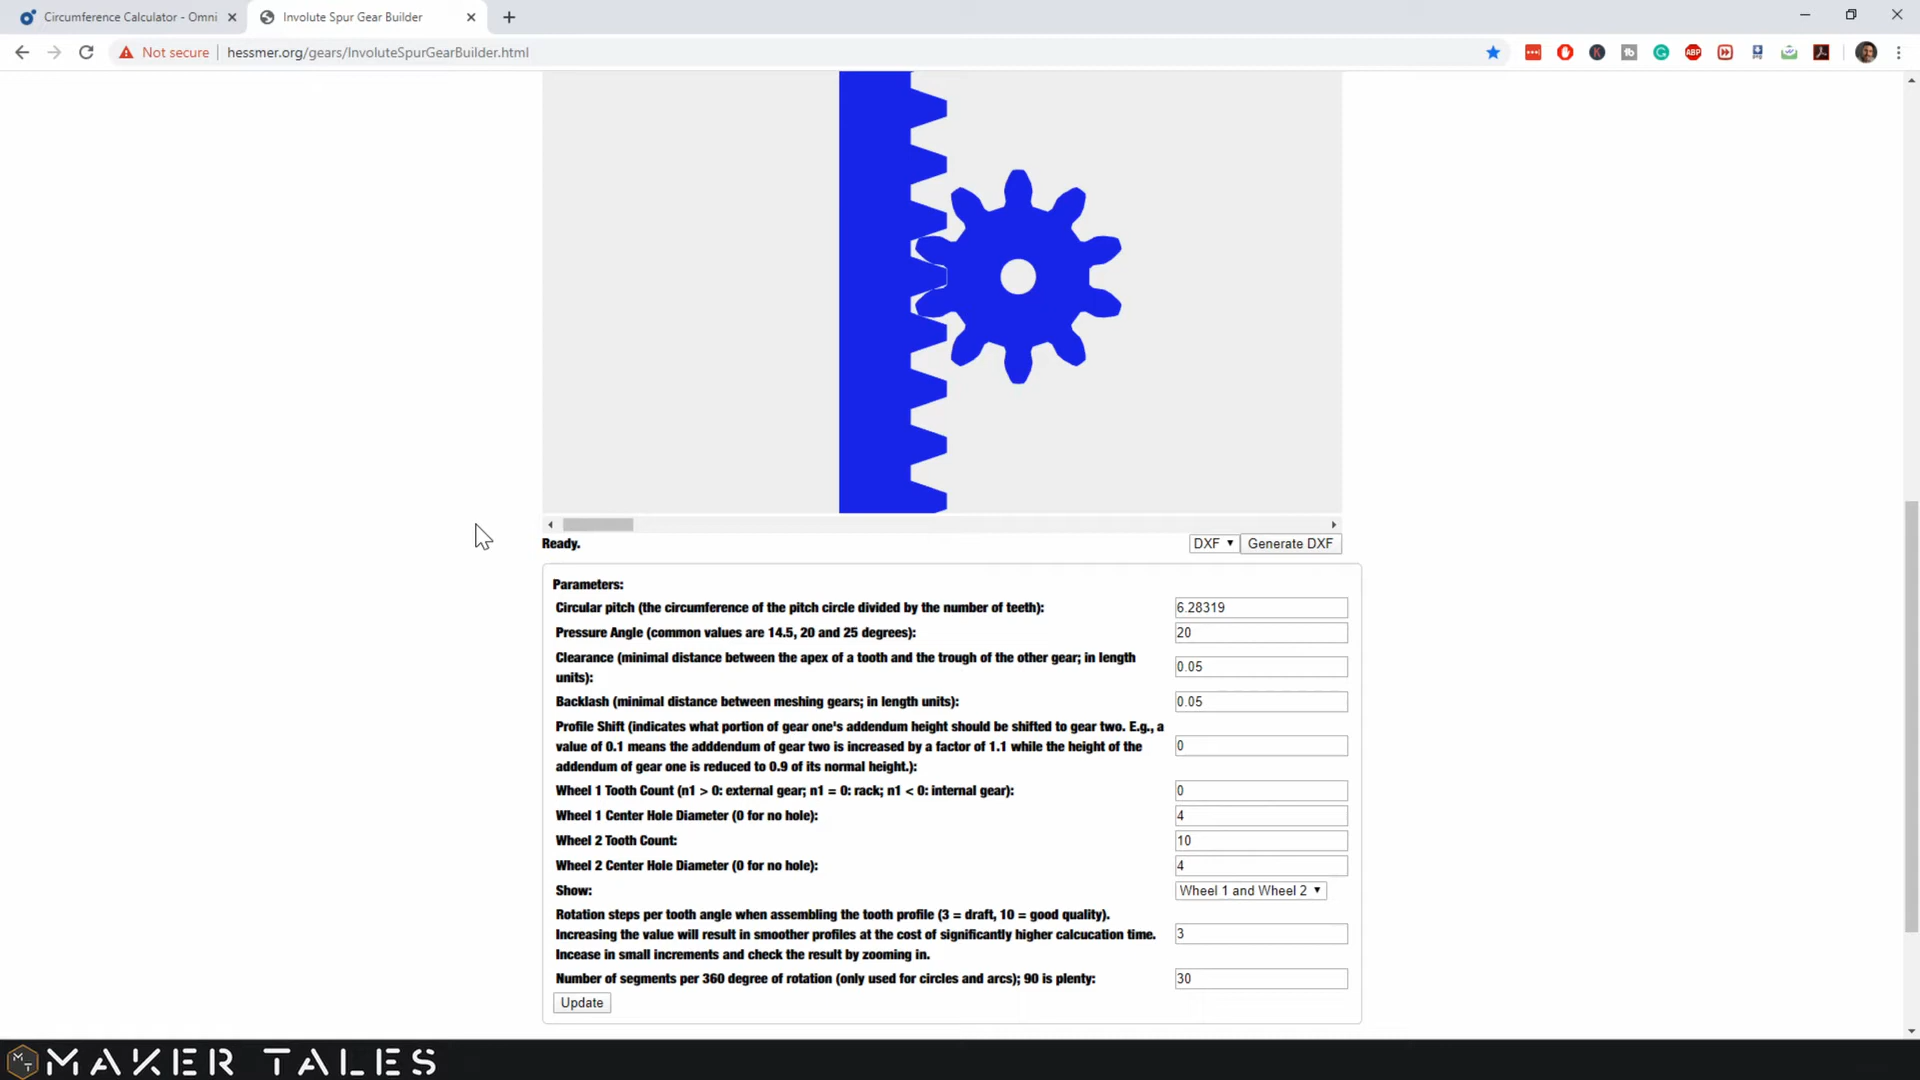 Circumference Calculator - Omni
Involute Spur Gear Builder
Not secure
hessmer.org/gears/InvoluteSpurGearBuilder.html
Ready.
DXF
Generate DXF
Parameters:
Circular pitch (the circumference of the pitch circle divided by the number of teeth):
6.28319
Pressure Angle (common values are 14.5, 20 and 25 degrees):
20
Clearance (minimal distance between the apex of a tooth and the trough of the other gear; in length
units):
0.05
Backlash (minimal distance between meshing gears; in length units):
0.05
Profile Shift (indicates what portion of gear one's addendum height should be shifted to gear two. E.g., a
value of 0.1 means the adddendum of gear two is increased by a factor of 1.1 while the height of the
addendum of gear one is reduced to 0.9 of its normal height.):
0
Wheel 1 Tooth Count (n1 > 0: external gear; n1 = 0: rack; n1 < 0: internal gear):
0
Wheel 1 Center Hole Diameter (0 for no hole):
4
Wheel 2 Tooth Count:
10
Wheel 2 Center Hole Diameter (0 for no hole):
4
Show:
Wheel 1 and Wheel 2
Rotation steps per tooth angle when assembling the tooth profile (3 = draft, 10 = good quality).
Increasing the value will result in smoother profiles at the cost of significantly higher calcucation time.
Incease in small increments and check the result by zooming in.
3
Number of segments per 360 degree of rotation (only used for circles and arcs); 90 is plenty:
30
Update
MAKER TALES